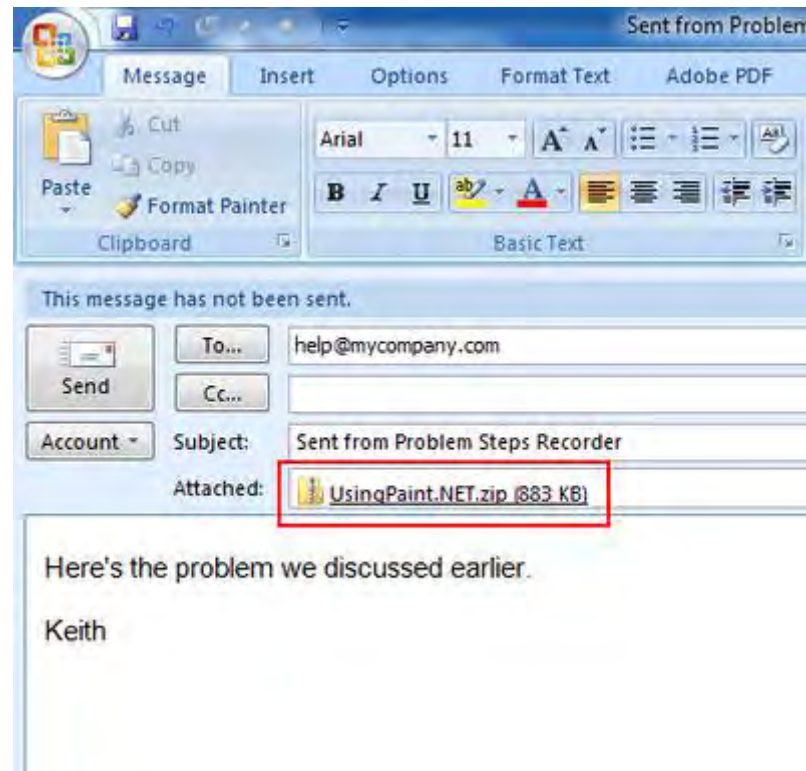 Sent from Problem
Message Insert Options Format Text Adobe PDF
Cut
Copy
Paste
Format Painter
Clipboard
Arial 11 A A
B I U ab A
Basic Text
This message has not been sent.
Send
To... help@mycompany.com
Cc...
Account Subject: Sent from Problem Steps Recorder
Attached: UsingPaint.NET.zip (883 KB)
Here's the problem we discussed earlier.
Keith